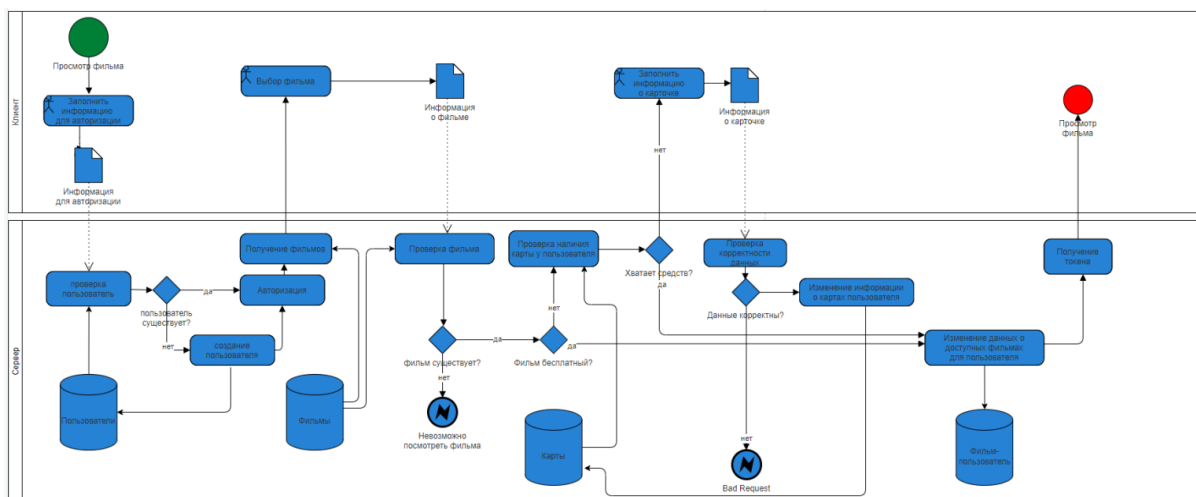 Клиент
Просмотр фильма
Заполнить
информацию
для авторизации
Информация
для авторизации
Выбор фильма
Информация
о фильме
Заполнить
информацию
о карточке
Информация
о карточке
нет
Просмотр
фильма
Сервер
проверка
пользователь
пользователь
существует?
да
нет
создание
пользователя
Получение фильмов
Авторизация
Пользователи
Фильмы
Проверка фильма
фильм существует?
да
нет
Невозможно
посмотреть фильма
Проверка наличия
карты у пользователя
нет
Фильм бесплатный?
да
Карты
Хватает средств?
да
Проверка
корректности
данных
Данные корректны?
нет
Bad Request
Изменение информации
о картах пользователя
Изменение данных о
доступных фильмах
для пользователя
Получение
токена
Фильм-
пользователь